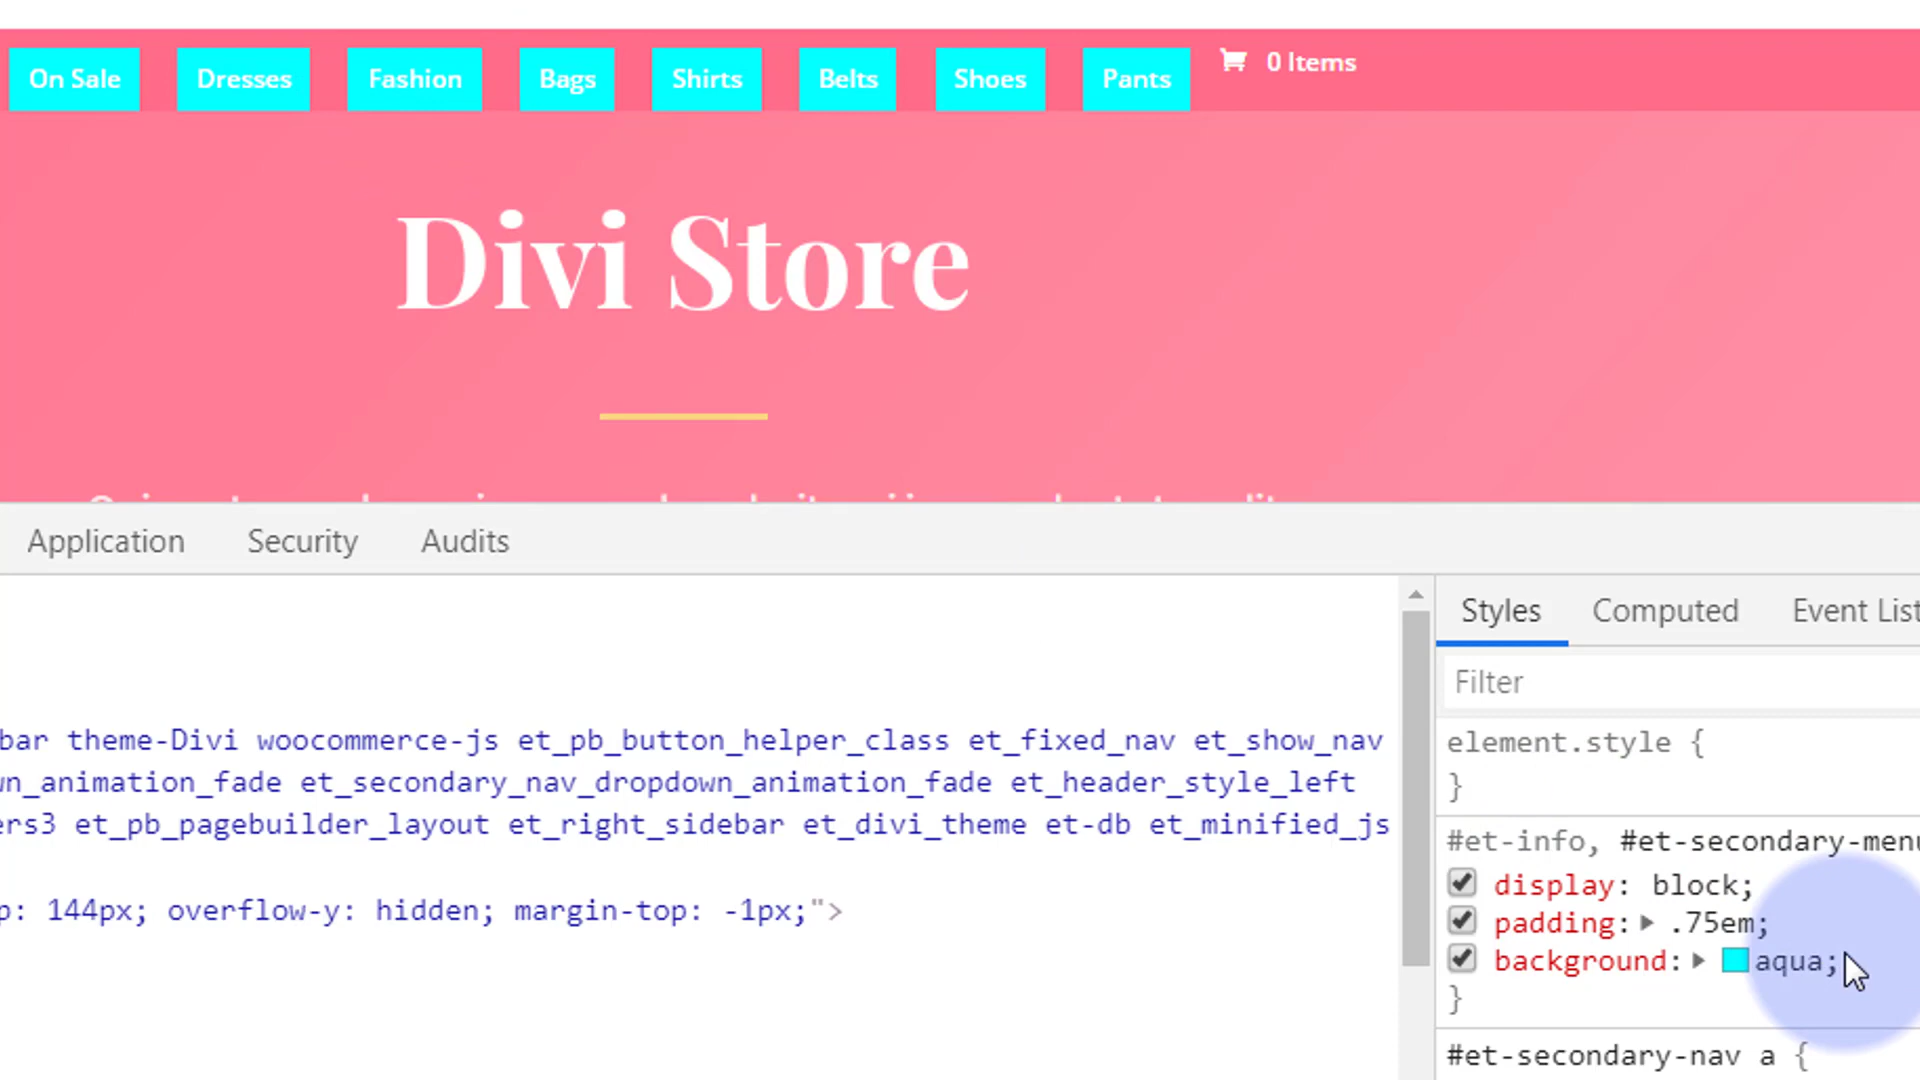 On Sale Dresses Fashion Bags Shirts Belts Shoes Pants 0 Items
Divi Store
Application Security Audits
Styles Computed Event List
Filter
bar theme-Divi woocommerce-js et_pb_button_helper_class et_fixed_nav et_show_nav
wn_animation_fade et_secondary_nav_dropdown_animation_fade et_header_style_left
ers3 et_pb_pagebuilder_layout et_right_sidebar et_divi_theme et-db et_minified_js
p: 144px; overflow-y: hidden; margin-top: -1px;">
element.style {
}
#et-info, #et-secondary-menu
display: block;
padding: .75em;
background: aqua;
}
#et-secondary-nav a {